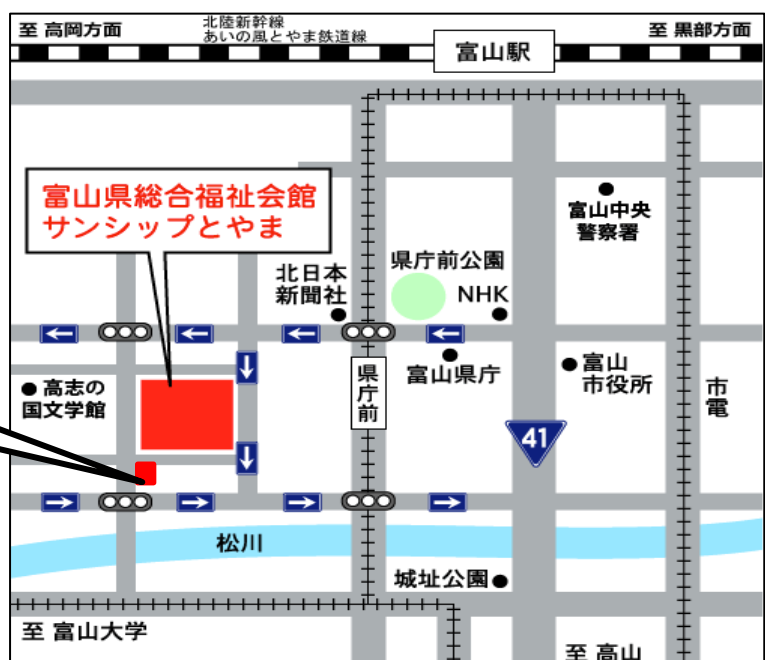 至 高岡方面
北陸新幹線
あいの風とやま鉄道線
至 黒部方面
富山駅
富山県総合福祉会館
サンシップとやま
富山中央
警察署
北日本
新聞社
県庁前公園
NHK
富山県庁
富山
市役所
県庁前
市電
高志の
国文学館
41
松川
城址公園
至 富山大学
至 高山